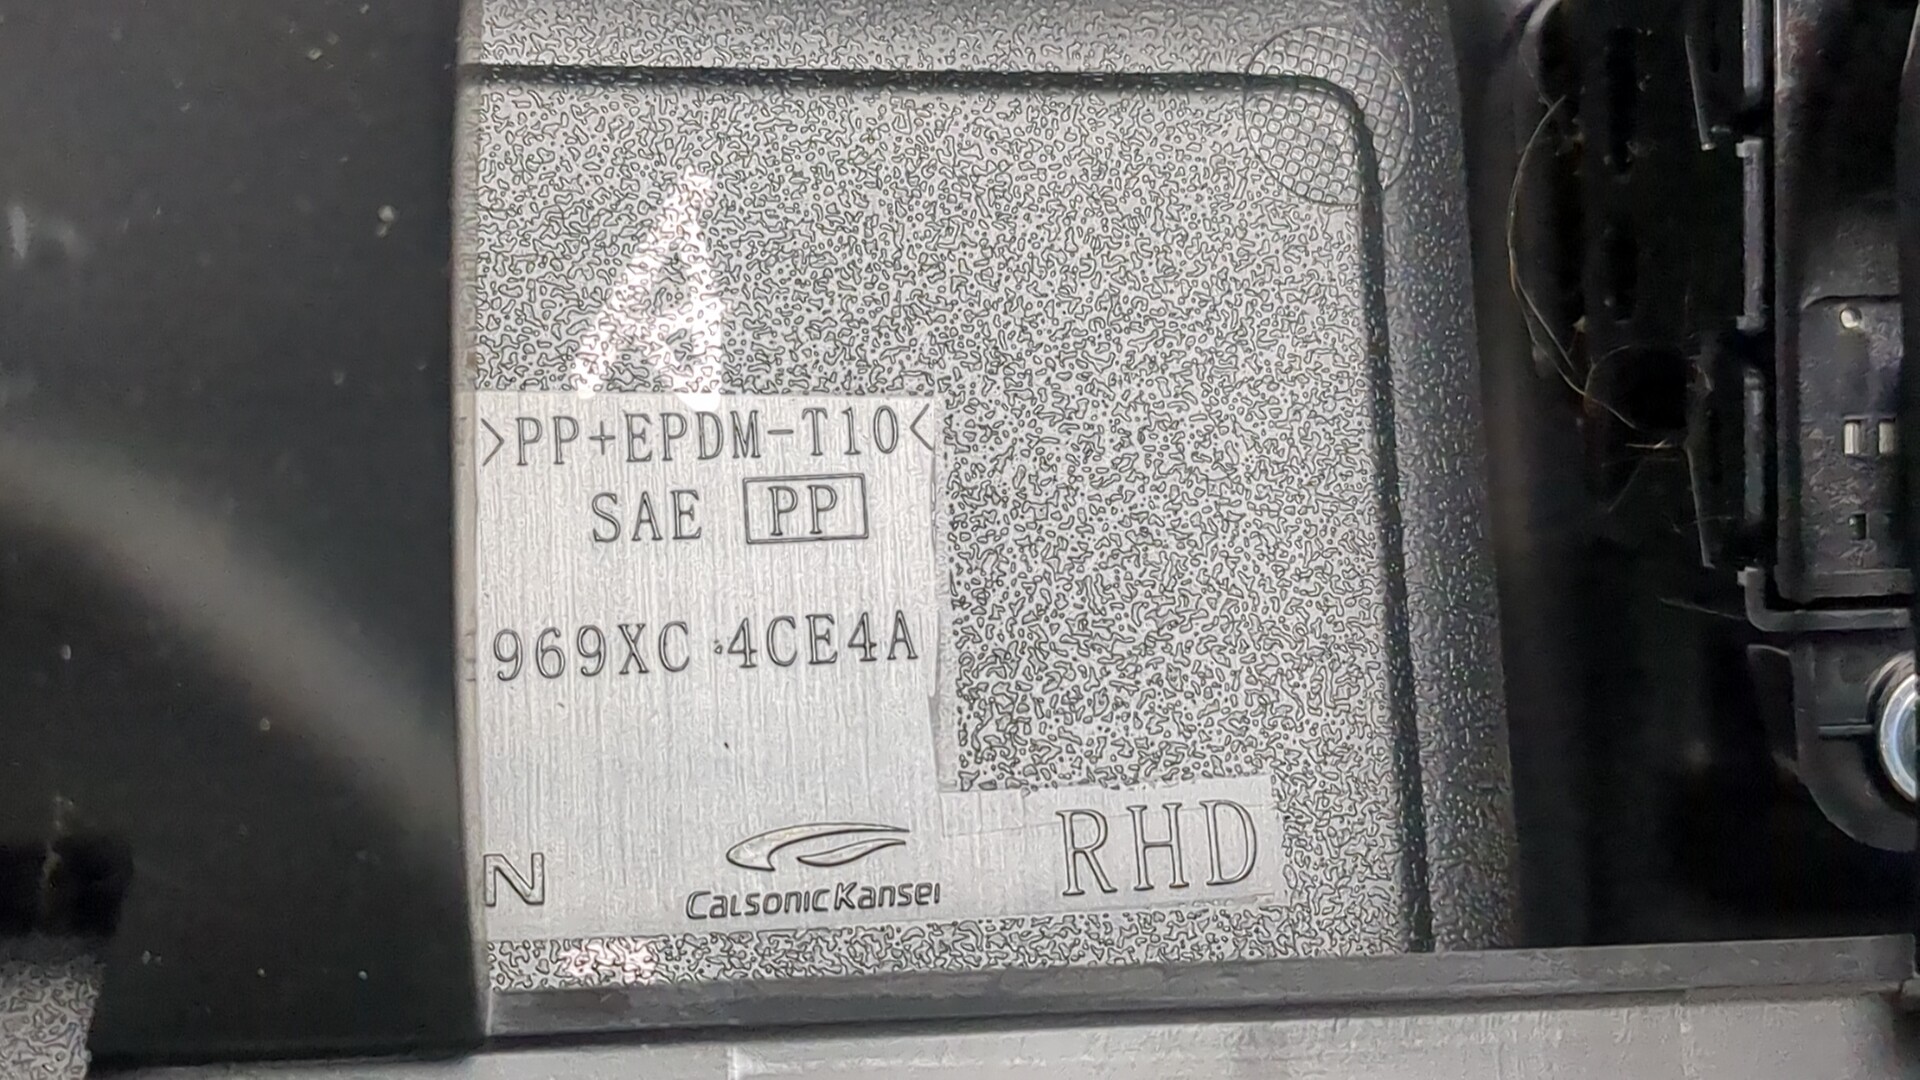 >PP+EPDM-T10<
SAE PP
969XC 4CE4A
N CalsonicKansei RHD